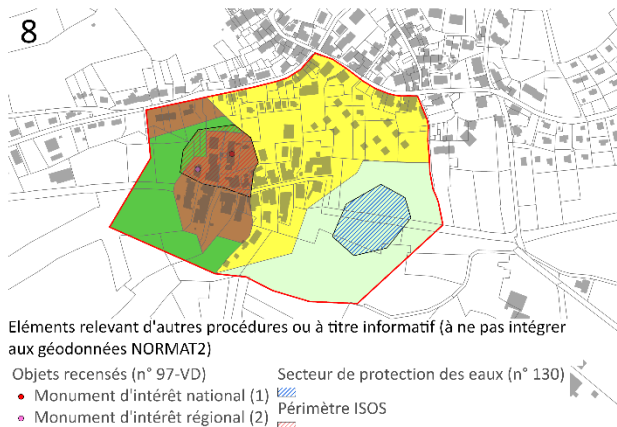 8
Eléments relevant d'autres procédures ou à titre informatif (à ne pas intégrer
aux géodonnées NORMAT2)
Objets recensés (n° 97-VD)
Monument d'intérêt national (1)
Monument d'intérêt régional (2)
Secteur de protection des eaux (n° 130)
Périmètre ISOS